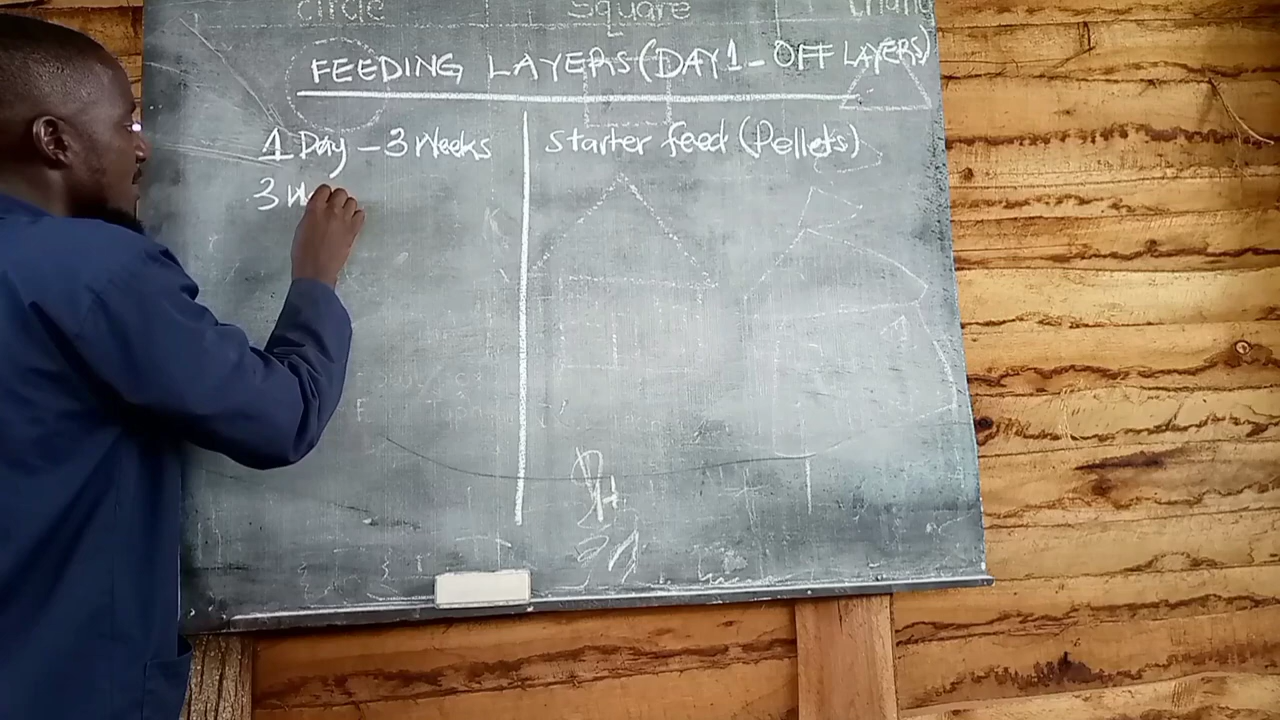 circle Square
FEEDING LAYERS (DAY 1 - OFF LAYERS)
1 Day - 3 Weeks
starter feed (Pellets)
3 W